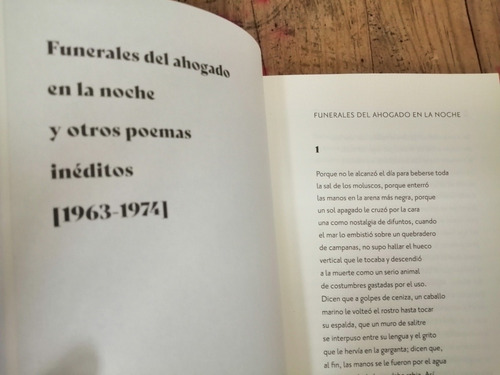 Funerales del ahogado
en la noche
y otros poemas
inéditos
[1963-1974]
FUNERALES DEL AHOGADO EN LA NOCHE
1
Porque no le alcanzó el día para beberse toda
la sal de los moluscos, porque enterró
las manos en la arena más negra, porque
un sol apagado le cruzó por la cara
una como nostalgia de difuntos, cuando
el mar lo embistió sobre un quebradero
de campanas, no supo hallar el hueco
vertical que le tocaba y descendió
a la muerte como un serio animal
de costumbres gastadas por el uso.
Dicen que a golpes de ceniza, un caballo
marino le volteó el rostro hasta tocar
su espalda, que un muro de salitre
se interpuso entre su lengua y el grito
que le hervía en la garganta; dicen que,
al fin, las manos se le fueron por el agua